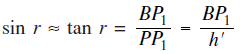 sin r ≈ tan r = BP₁/PP₁ = BP₁/h′